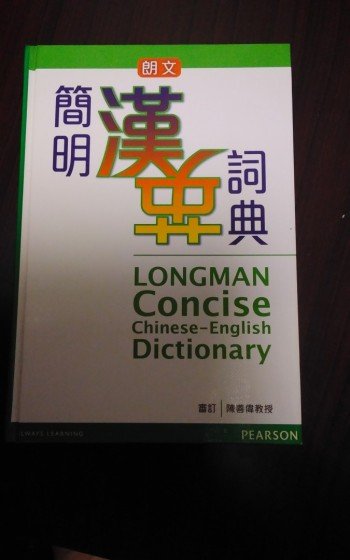 朗文
簡明
漢英
詞典
LONGMAN
Concise
Chinese-English
Dictionary
審訂 陳善偉教授
LWAYS LEARNING
PEARSON